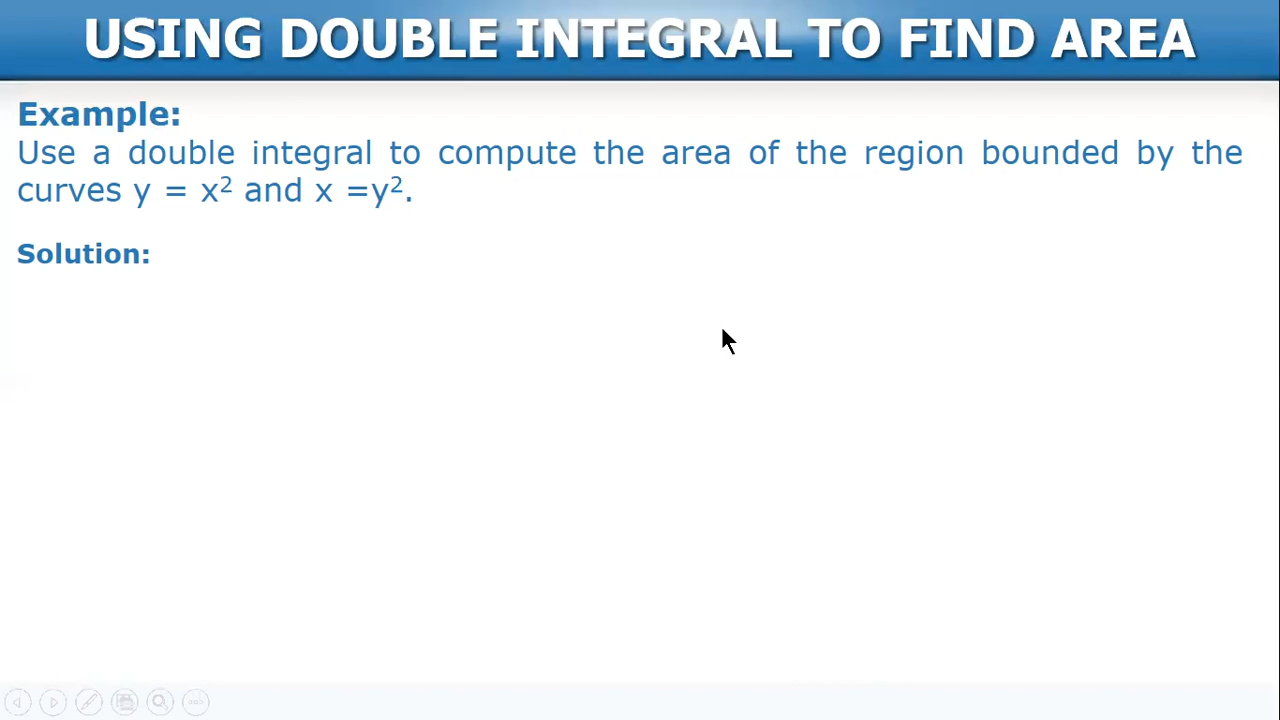 USING DOUBLE INTEGRAL TO FIND AREA
Example:
Use a double integral to compute the area of the region bounded by the
curves y = x² and x =y².
Solution: